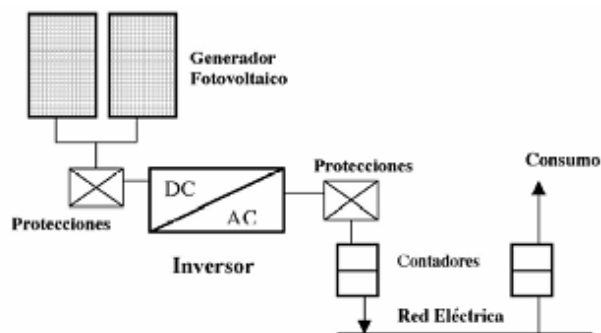 Generador
Fotovoltaico
Protecciones
Consumo
DC
AC
Protecciones
Inversor
Contadores
Red Eléctrica